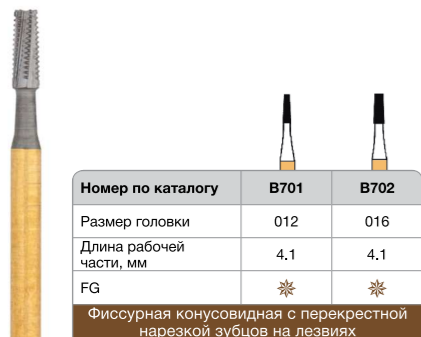 Номер по каталогу B701 B702
Размер головки 012 016
Длина рабочей
части, мм 4.1 4.1
FG
Фиссурная конусовидная с перекрестной
нарезкой зубцов на лезвиях